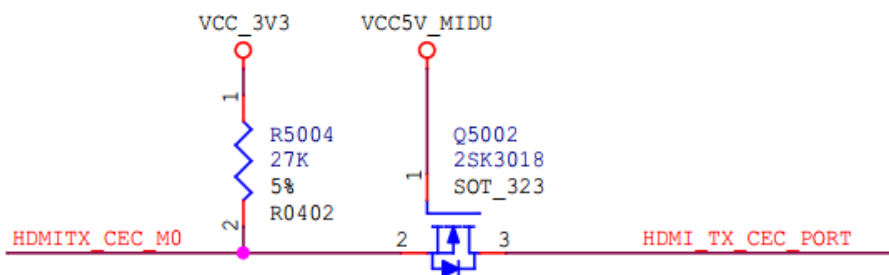 VCC_3V3
VCC5V_MIDU
1
R5004
27K
5%
R0402
2
1
Q5002
2SK3018
SOT_323
HDMITX_CEC_M0
2
3
HDMI_TX_CEC_PORT